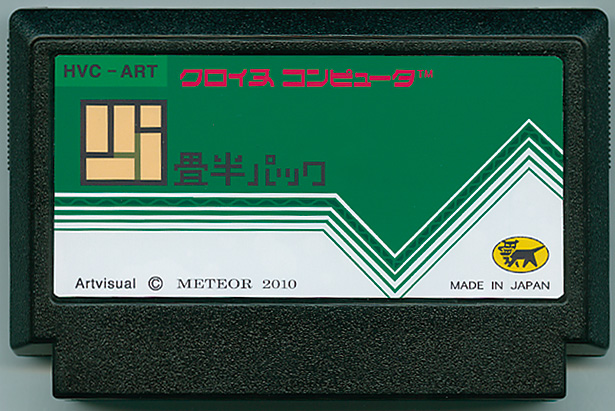 HVC－ART
クロイヌ コンピュータ™
畳半パック
Artvisual © METEOR 2010
MADE IN JAPAN